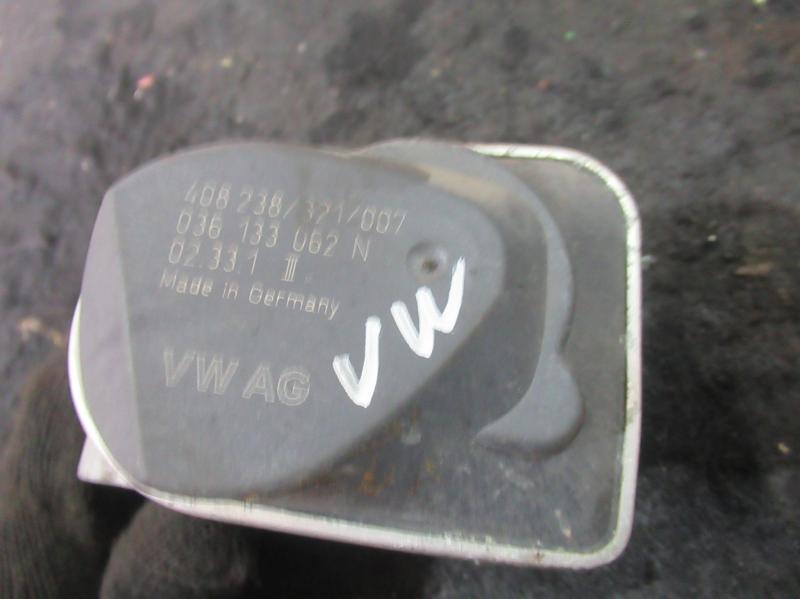 408 238/321/007
036 133 062 N
02.33.1 III
Made in Germany
VW AG
VW